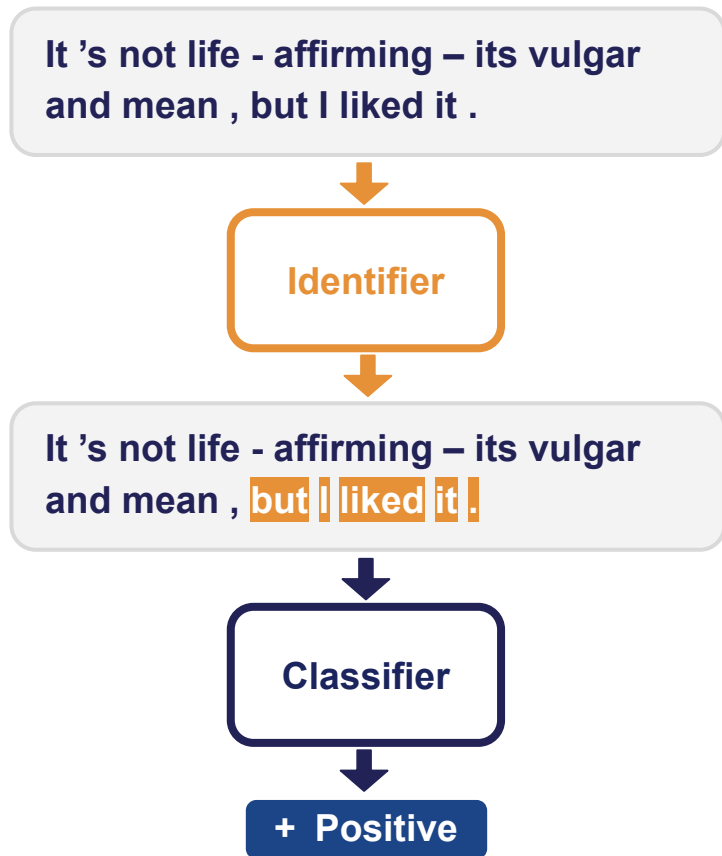 It 's not life - affirming – its vulgar
and mean , but I liked it .
Identifier
It 's not life - affirming – its vulgar
and mean , but I liked it .
Classifier
+ Positive